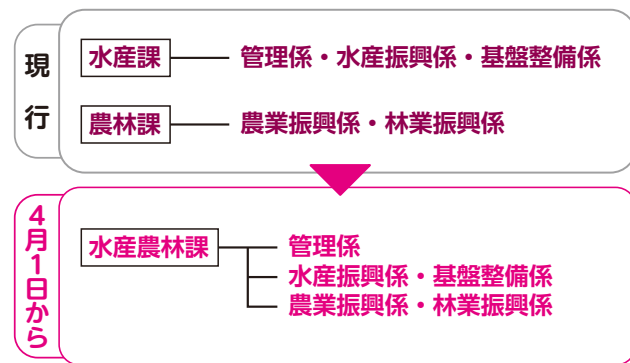 現行
水産課 管理係・水産振興係・基盤整備係
農林課 農業振興係・林業振興係
4月1日から
水産農林課 管理係
水産振興係・基盤整備係
農業振興係・林業振興係